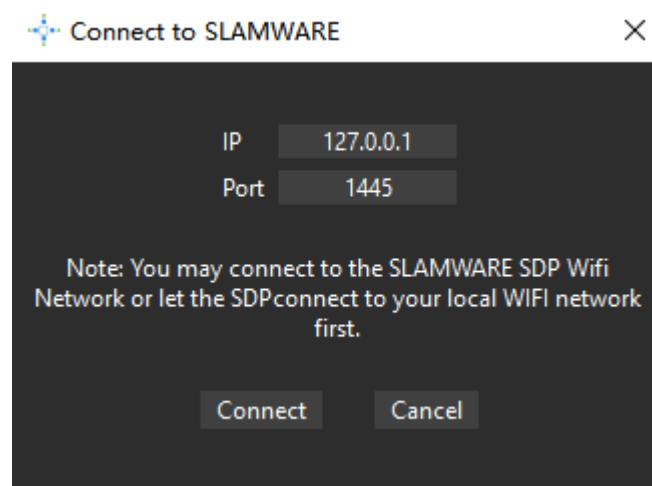 Connect to SLAMWARE
IP 127.0.0.1
Port 1445
Note: You may connect to the SLAMWARE SDP Wifi
Network or let the SDPconnect to your local WIFI network
first.
Connect Cancel